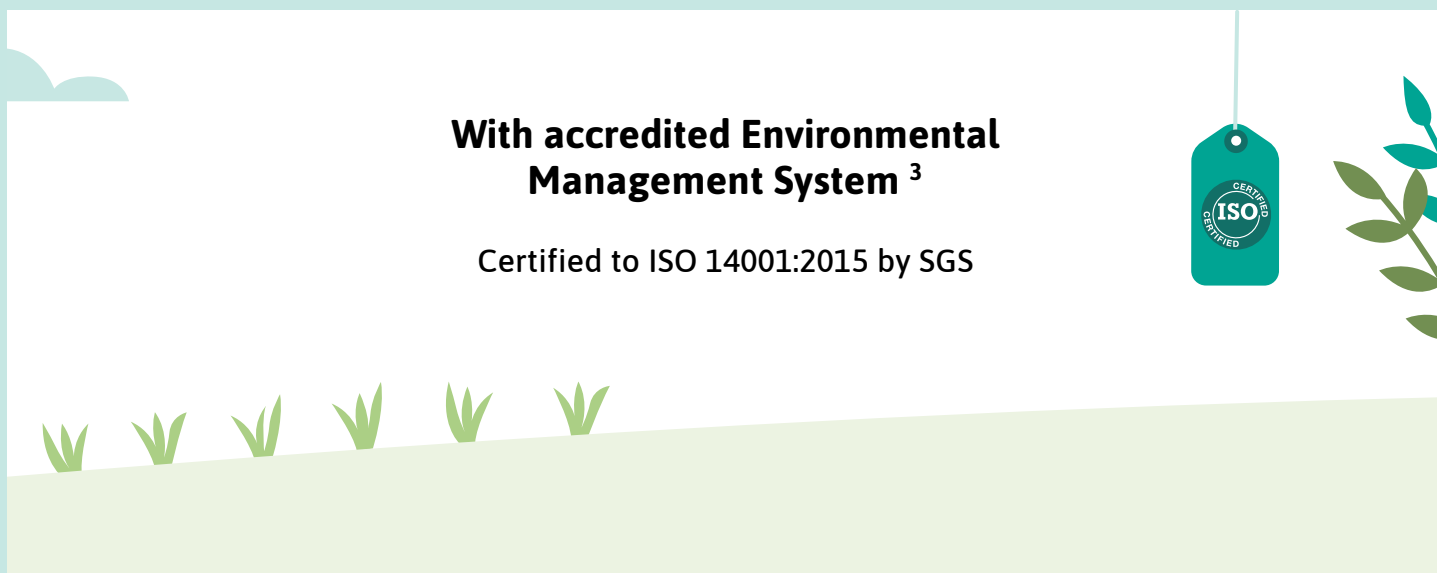 With accredited Environmental
Management System ³
Certified to ISO 14001:2015 by SGS
CERTIFIED
ISO
CERTIFIED